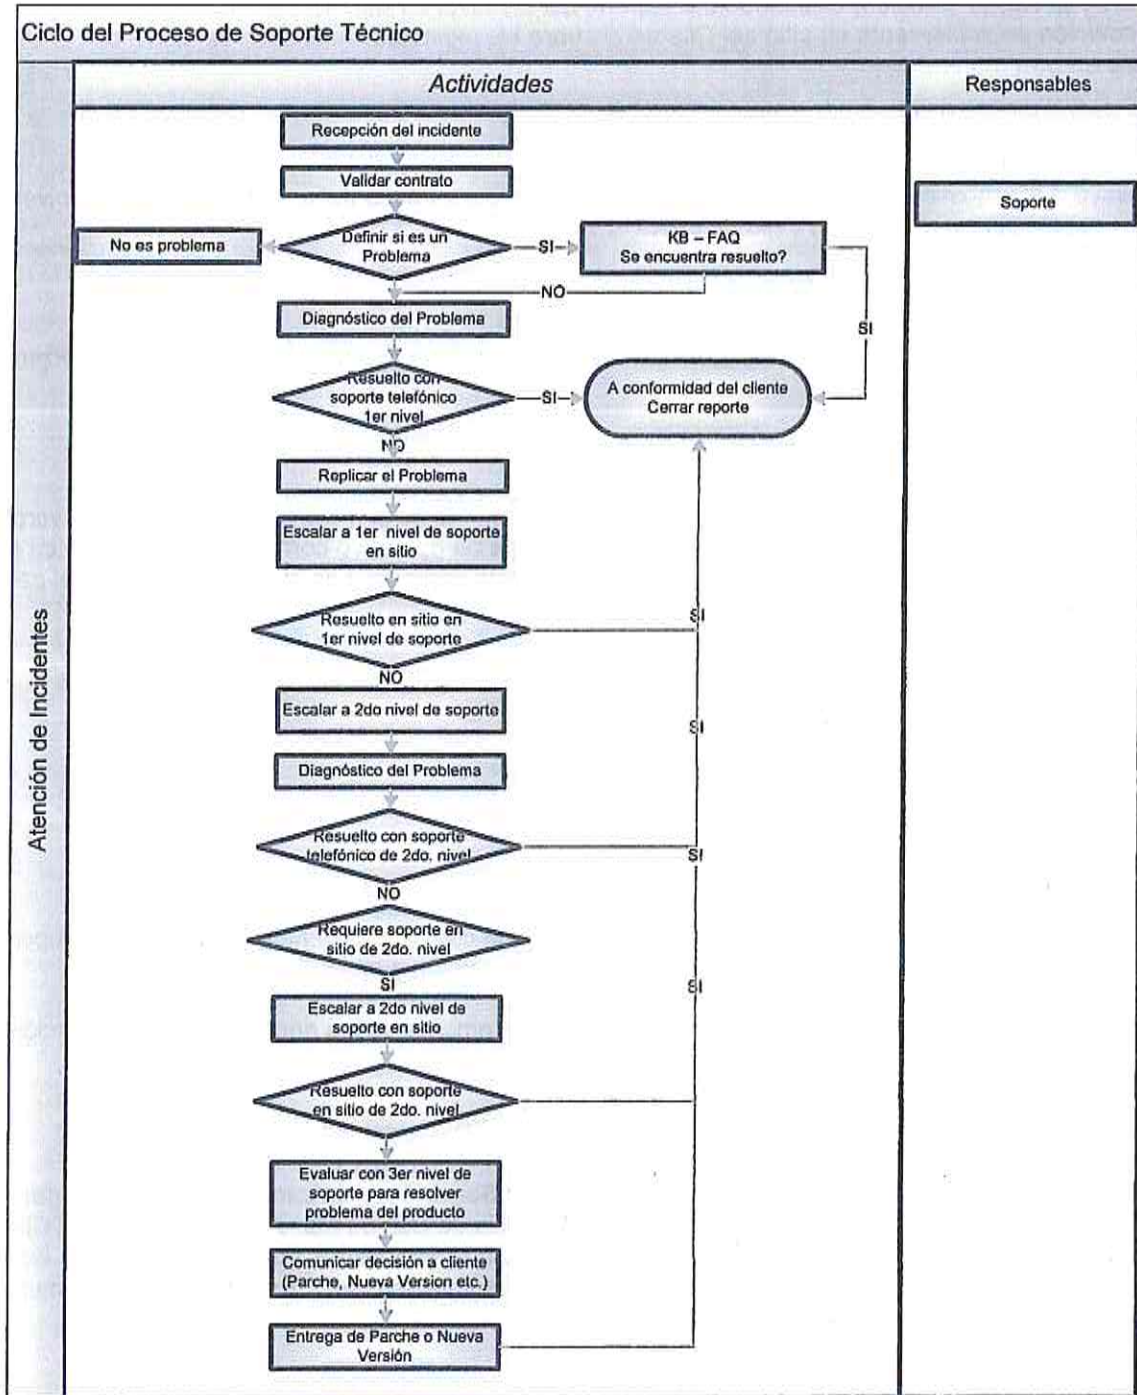 Ciclo del Proceso de Soporte Técnico
Actividades
Responsables
Atención de Incidentes
Recepción del incidente
Validar contrato
Soporte
No es problema
Definir si es un
Problema
SI
KB – FAQ
Se encuentra resuelto?
NO
SI
Diagnóstico del Problema
Resuelto con
soporte telefónico
1er nivel
SI
A conformidad del cliente
Cerrar reporte
NO
Replicar el Problema
Escalar a 1er nivel de soporte
en sitio
Resuelto en sitio en
1er nivel de soporte
SI
NO
Escalar a 2do nivel de soporte
SI
Diagnóstico del Problema
Resuelto con soporte
telefónico de 2do. nivel
SI
NO
Requiere soporte en
sitio de 2do. nivel
SI
SI
Escalar a 2do nivel de
soporte en sitio
Resuelto con soporte
en sitio de 2do. nivel
Evaluar con 3er nivel de
soporte para resolver
problema del producto
Comunicar decisión a cliente
(Parche, Nueva Version etc.)
Entrega de Parche o Nueva
Versión